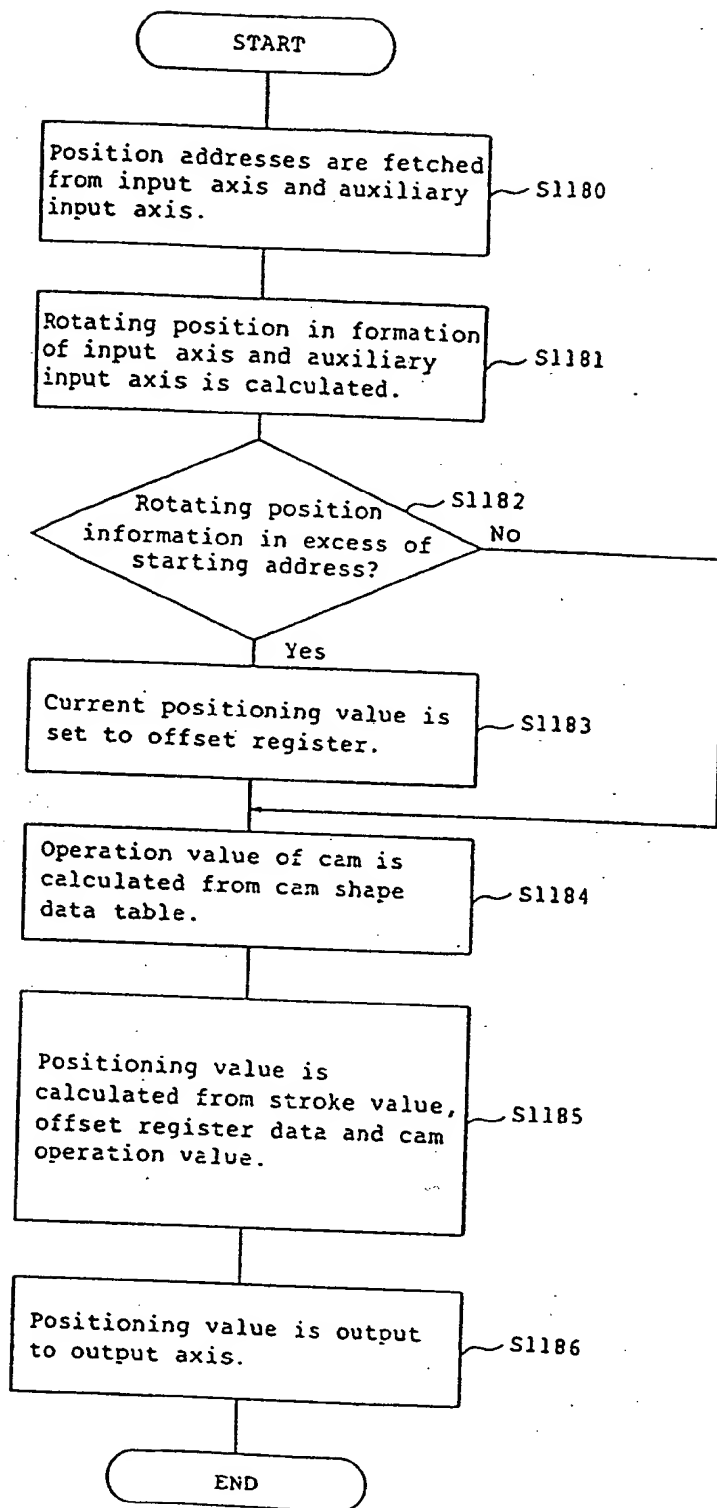 START
Position addresses are fetched
from input axis and auxiliary
input axis.
S1180
Rotating position in formation
of input axis and auxiliary
input axis is calculated.
S1181
S1182
Rotating position
information in excess of
starting address?
No
Yes
Current positioning value is
set to offset register.
S1183
Operation value of cam is
calculated from cam shape
data table.
S1184
Positioning value is
calculated from stroke value,
offset register data and cam
operation value.
S1185
Positioning value is output
to output axis.
S1186
END